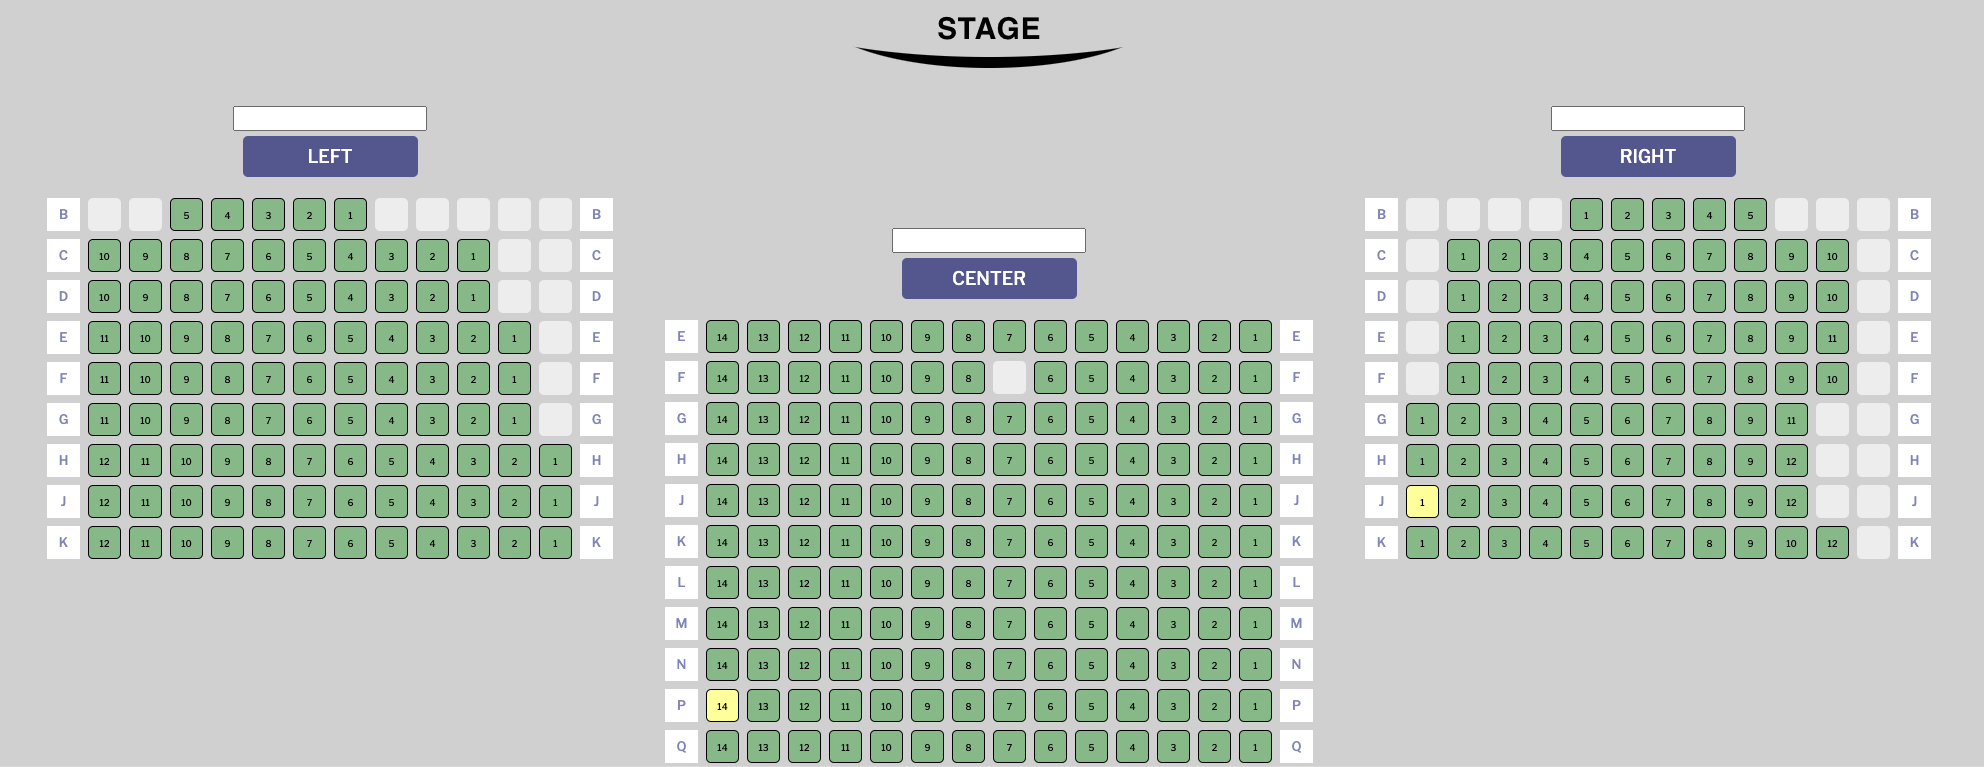 STAGE
LEFT
B 5 4 3 2 1 B
C 10 9 8 7 6 5 4 3 2 1 C
D 10 9 8 7 6 5 4 3 2 1 D
E 11 10 9 8 7 6 5 4 3 2 1 E
F 11 10 9 8 7 6 5 4 3 2 1 F
G 11 10 9 8 7 6 5 4 3 2 1 G
H 12 11 10 9 8 7 6 5 4 3 2 1 H
J 12 11 10 9 8 7 6 5 4 3 2 1 J
K 12 11 10 9 8 7 6 5 4 3 2 1 K
CENTER
E 14 13 12 11 10 9 8 7 6 5 4 3 2 1 E
F 14 13 12 11 10 9 8 6 5 4 3 2 1 F
G 14 13 12 11 10 9 8 7 6 5 4 3 2 1 G
H 14 13 12 11 10 9 8 7 6 5 4 3 2 1 H
J 14 13 12 11 10 9 8 7 6 5 4 3 2 1 J
K 14 13 12 11 10 9 8 7 6 5 4 3 2 1 K
L 14 13 12 11 10 9 8 7 6 5 4 3 2 1 L
M 14 13 12 11 10 9 8 7 6 5 4 3 2 1 M
N 14 13 12 11 10 9 8 7 6 5 4 3 2 1 N
P 14 13 12 11 10 9 8 7 6 5 4 3 2 1 P
Q 14 13 12 11 10 9 8 7 6 5 4 3 2 1 Q
RIGHT
B 1 2 3 4 5 B
C 1 2 3 4 5 6 7 8 9 10 C
D 1 2 3 4 5 6 7 8 9 10 D
E 1 2 3 4 5 6 7 8 9 11 E
F 1 2 3 4 5 6 7 8 9 10 F
G 1 2 3 4 5 6 7 8 9 11 G
H 1 2 3 4 5 6 7 8 9 12 H
J 1 2 3 4 5 6 7 8 9 12 J
K 1 2 3 4 5 6 7 8 9 10 12 K